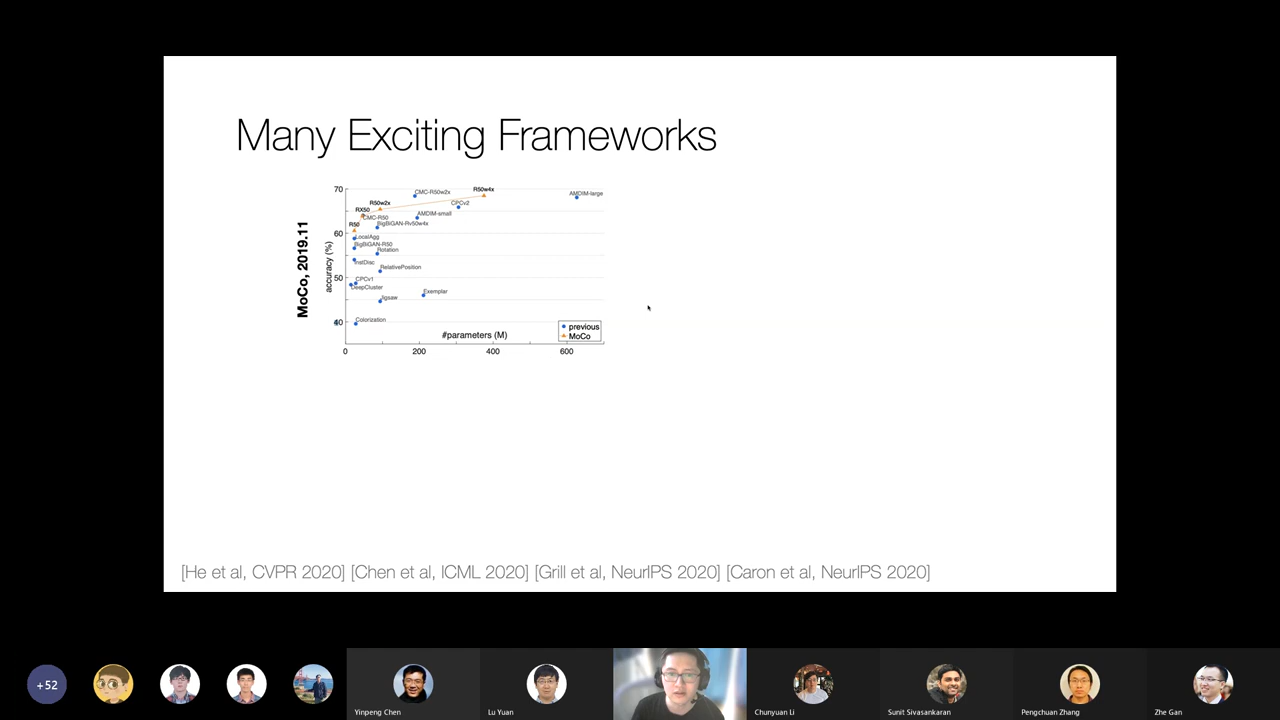 Many Exciting Frameworks
MoCo, 2019.11
accuracy (%)
70
60
50
40
0
200
400
600
#parameters (M)
CMC-R50w2x
R50w4x
AMDIM-large
R50w2x
CPCv2
RX50
AMDIM-small
CMC-R50
R50
BigBiGAN-Rv50w4x
LocalAgg
BigBiGAN-R50
Rotation
InstDisc
RelativePosition
CPCv1
DeepCluster
Exemplar
Jigsaw
Colorization
previous
MoCo
[He et al, CVPR 2020] [Chen et al, ICML 2020] [Grill et al, NeurIPS 2020] [Caron et al, NeurIPS 2020]
+52
Yinpeng Chen
Lu Yuan
Chunyuan Li
Sunit Sivasankaran
Pengchuan Zhang
Zhe Gan